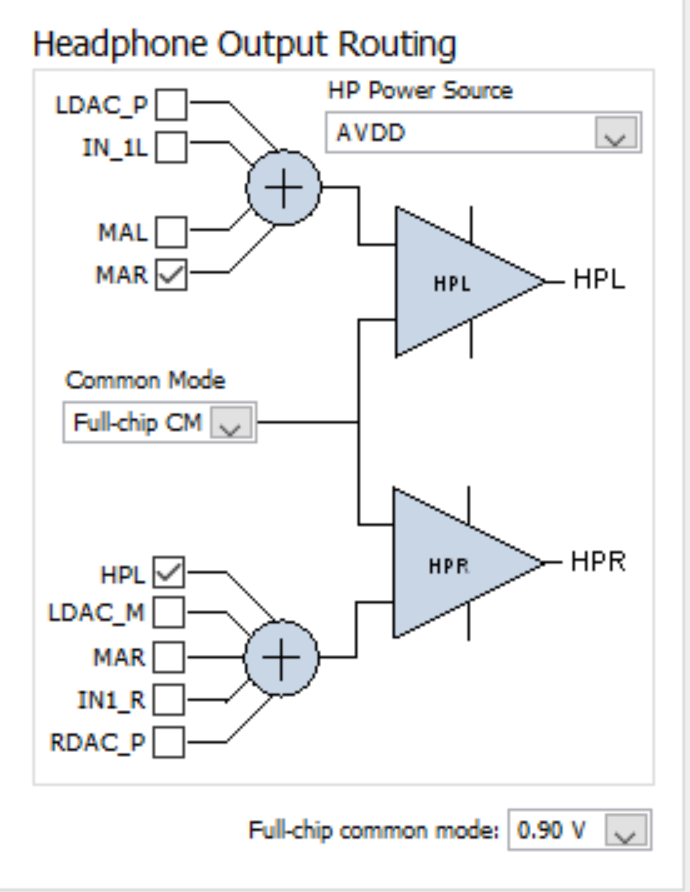 Headphone Output Routing
LDAC_P
HP Power Source
AVDD
IN_1L
MAL
MAR
HPL
HPL
Common Mode
Full-chip CM
HPL
LDAC_M
MAR
IN1_R
RDAC_P
HPR
HPR
Full-chip common mode: 0.90 V